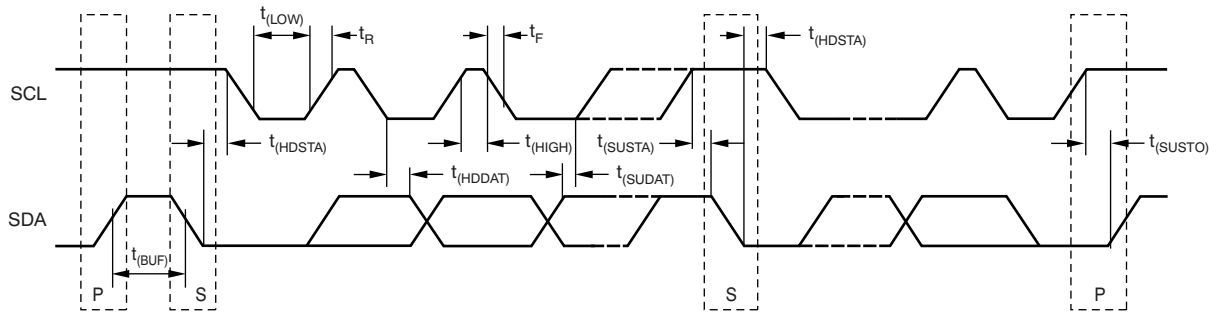 t(LOW)
tR
tF
t(HDSTA)
SCL
t(HDSTA)
t(HIGH)
t(SUSTA)
t(SUSTO)
t(HDDAT)
t(SUDAT)
SDA
t(BUF)
P
S
S
P